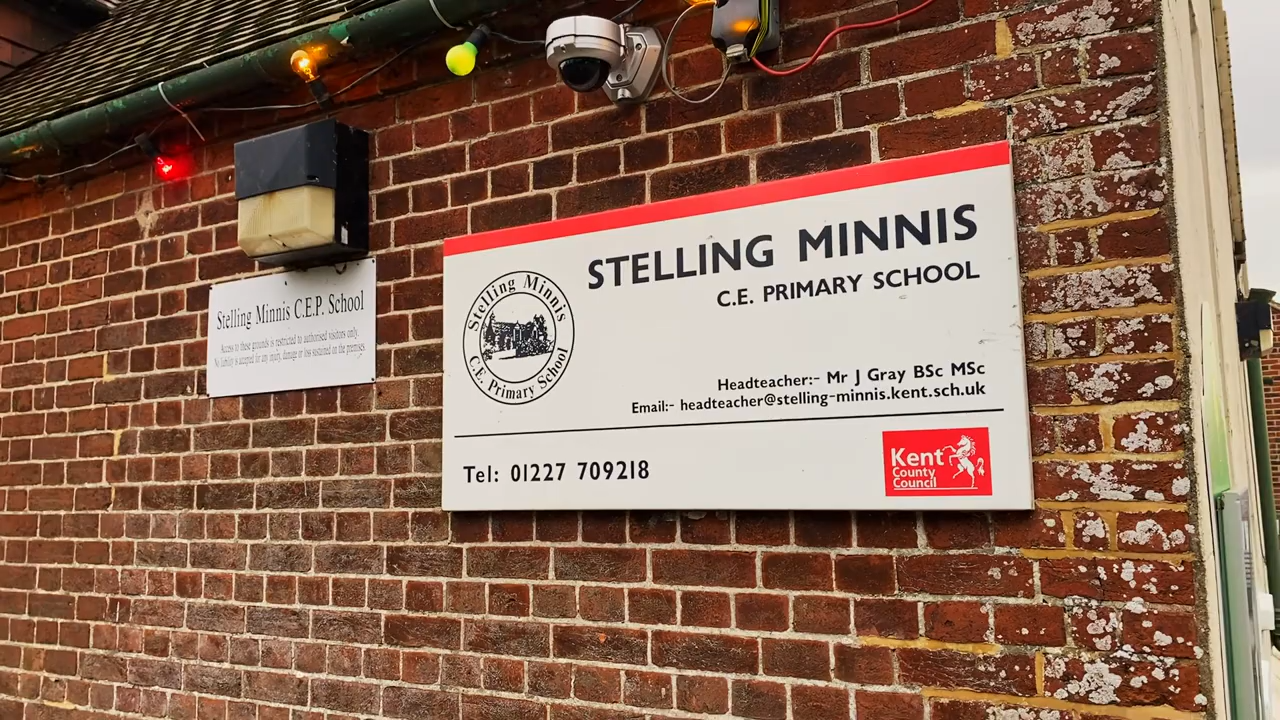 Stelling Minnis C.E.P. School
Access to these grounds is restricted to authorised visitors only.
No liability is accepted for any injury, damage or loss sustained on the premises.
STELLING MINNIS
C.E. PRIMARY SCHOOL
Stelling Minnis
C.E. Primary School
Headteacher:- Mr J Gray BSc MSc
Email:- headteacher@stelling-minnis.kent.sch.uk
Tel: 01227 709218
Kent
County
Council